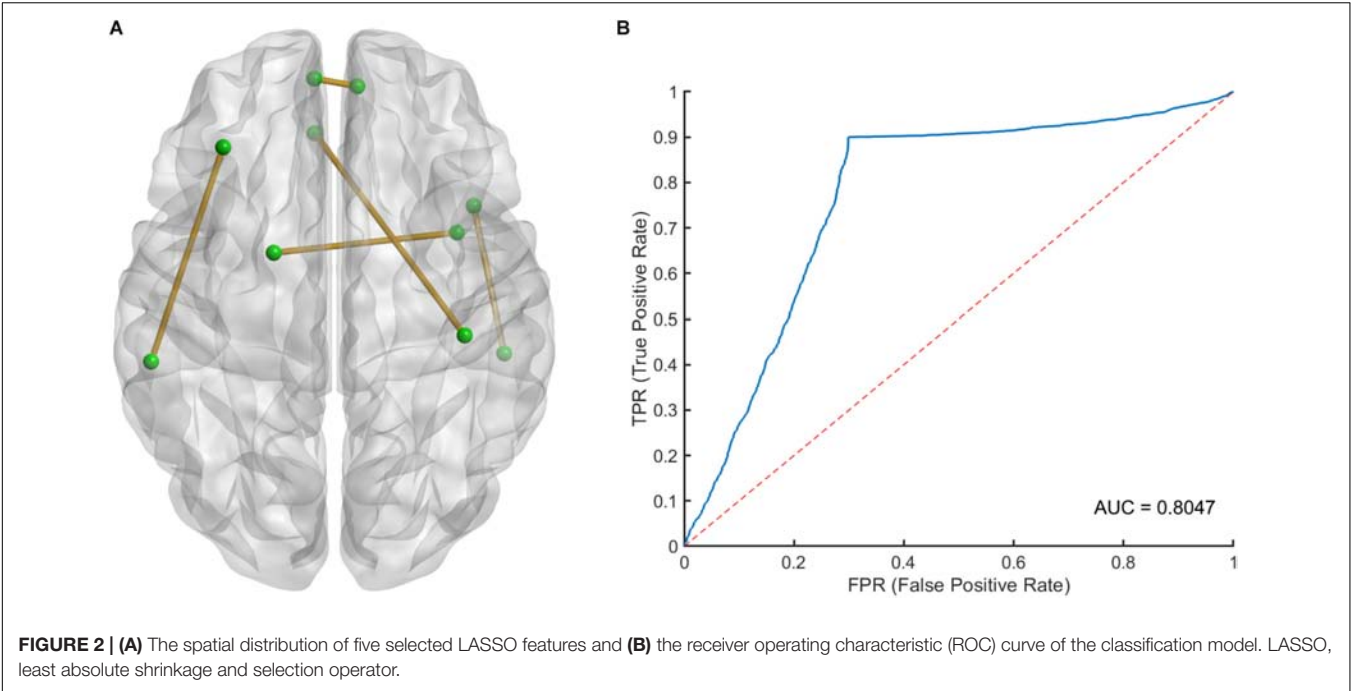 A
B
1
0.9
0.8
0.7
0.6
0.5
0.4
0.3
0.2
0.1
0
TPR (True Positive Rate)
AUC = 0.8047
0
0.2
0.4
0.6
0.8
1
FPR (False Positive Rate)
FIGURE 2 | (A) The spatial distribution of five selected LASSO features and (B) the receiver operating characteristic (ROC) curve of the classification model. LASSO,
least absolute shrinkage and selection operator.